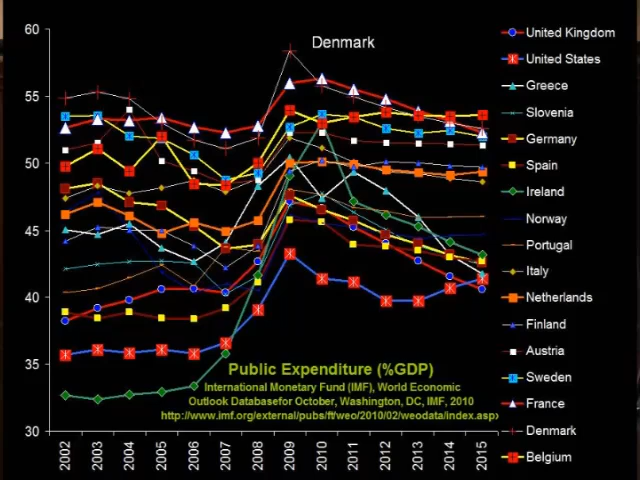 60
Denmark
55
50
45
40
35
30
Public Expenditure (%GDP)
International Monetary Fund (IMF), World Economic
Outlook Databasefor October, Washington, DC, IMF, 2010
http://www.imf.org/external/pubs/ft/weo/2010/02/weodata/index.aspx
2002 2003 2004 2005 2006 2007 2008 2009 2010 2011 2012 2013 2014 2015
United Kingdom
United States
Greece
Slovenia
Germany
Spain
Ireland
Norway
Portugal
Italy
Netherlands
Finland
Austria
Sweden
France
Denmark
Belgium